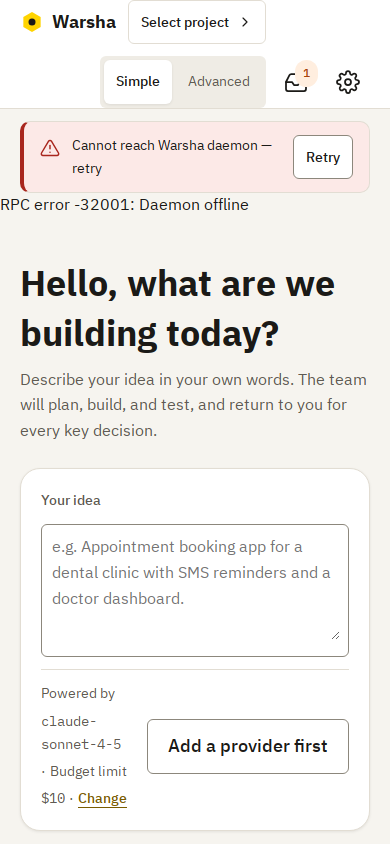 Warsha
Select project
Simple
Advanced
1
Cannot reach Warsha daemon —
retry
Retry
RPC error -32001: Daemon offline
Hello, what are we
building today?
Describe your idea in your own words. The team
will plan, build, and test, and return to you for
every key decision.
Your idea
e.g. Appointment booking app for a
dental clinic with SMS reminders and a
doctor dashboard.
Powered by
claude-
sonnet-4-5
· Budget limit
$10 · Change
Add a provider first